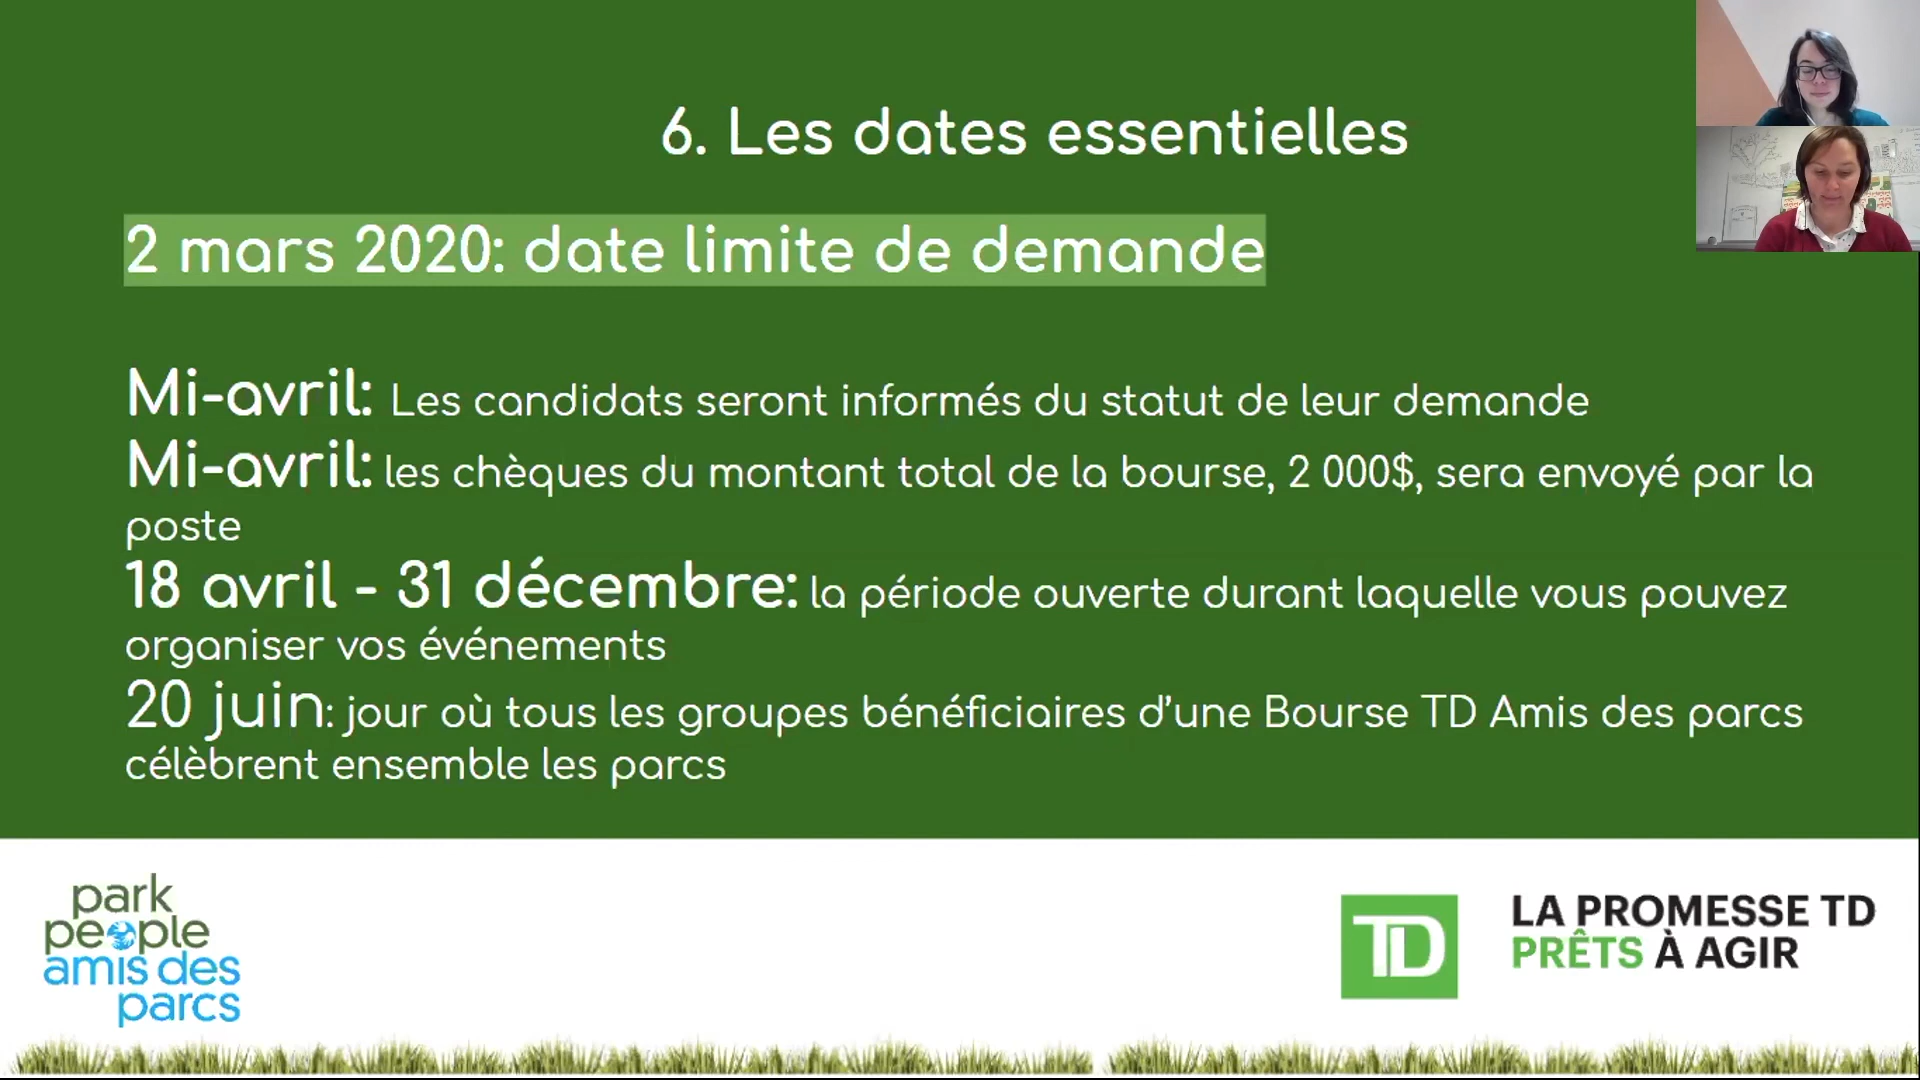 6. Les dates essentielles
2 mars 2020: date limite de demande
Mi-avril: Les candidats seront informés du statut de leur demande
Mi-avril: les chèques du montant total de la bourse, 2 000$, sera envoyé par la
poste
18 avril - 31 décembre: la période ouverte durant laquelle vous pouvez
organiser vos événements
20 juin: jour où tous les groupes bénéficiaires d'une Bourse TD Amis des parcs
célèbrent ensemble les parcs
park
people
amis des
parcs
TD
LA PROMESSE TD
PRÊTS À AGIR